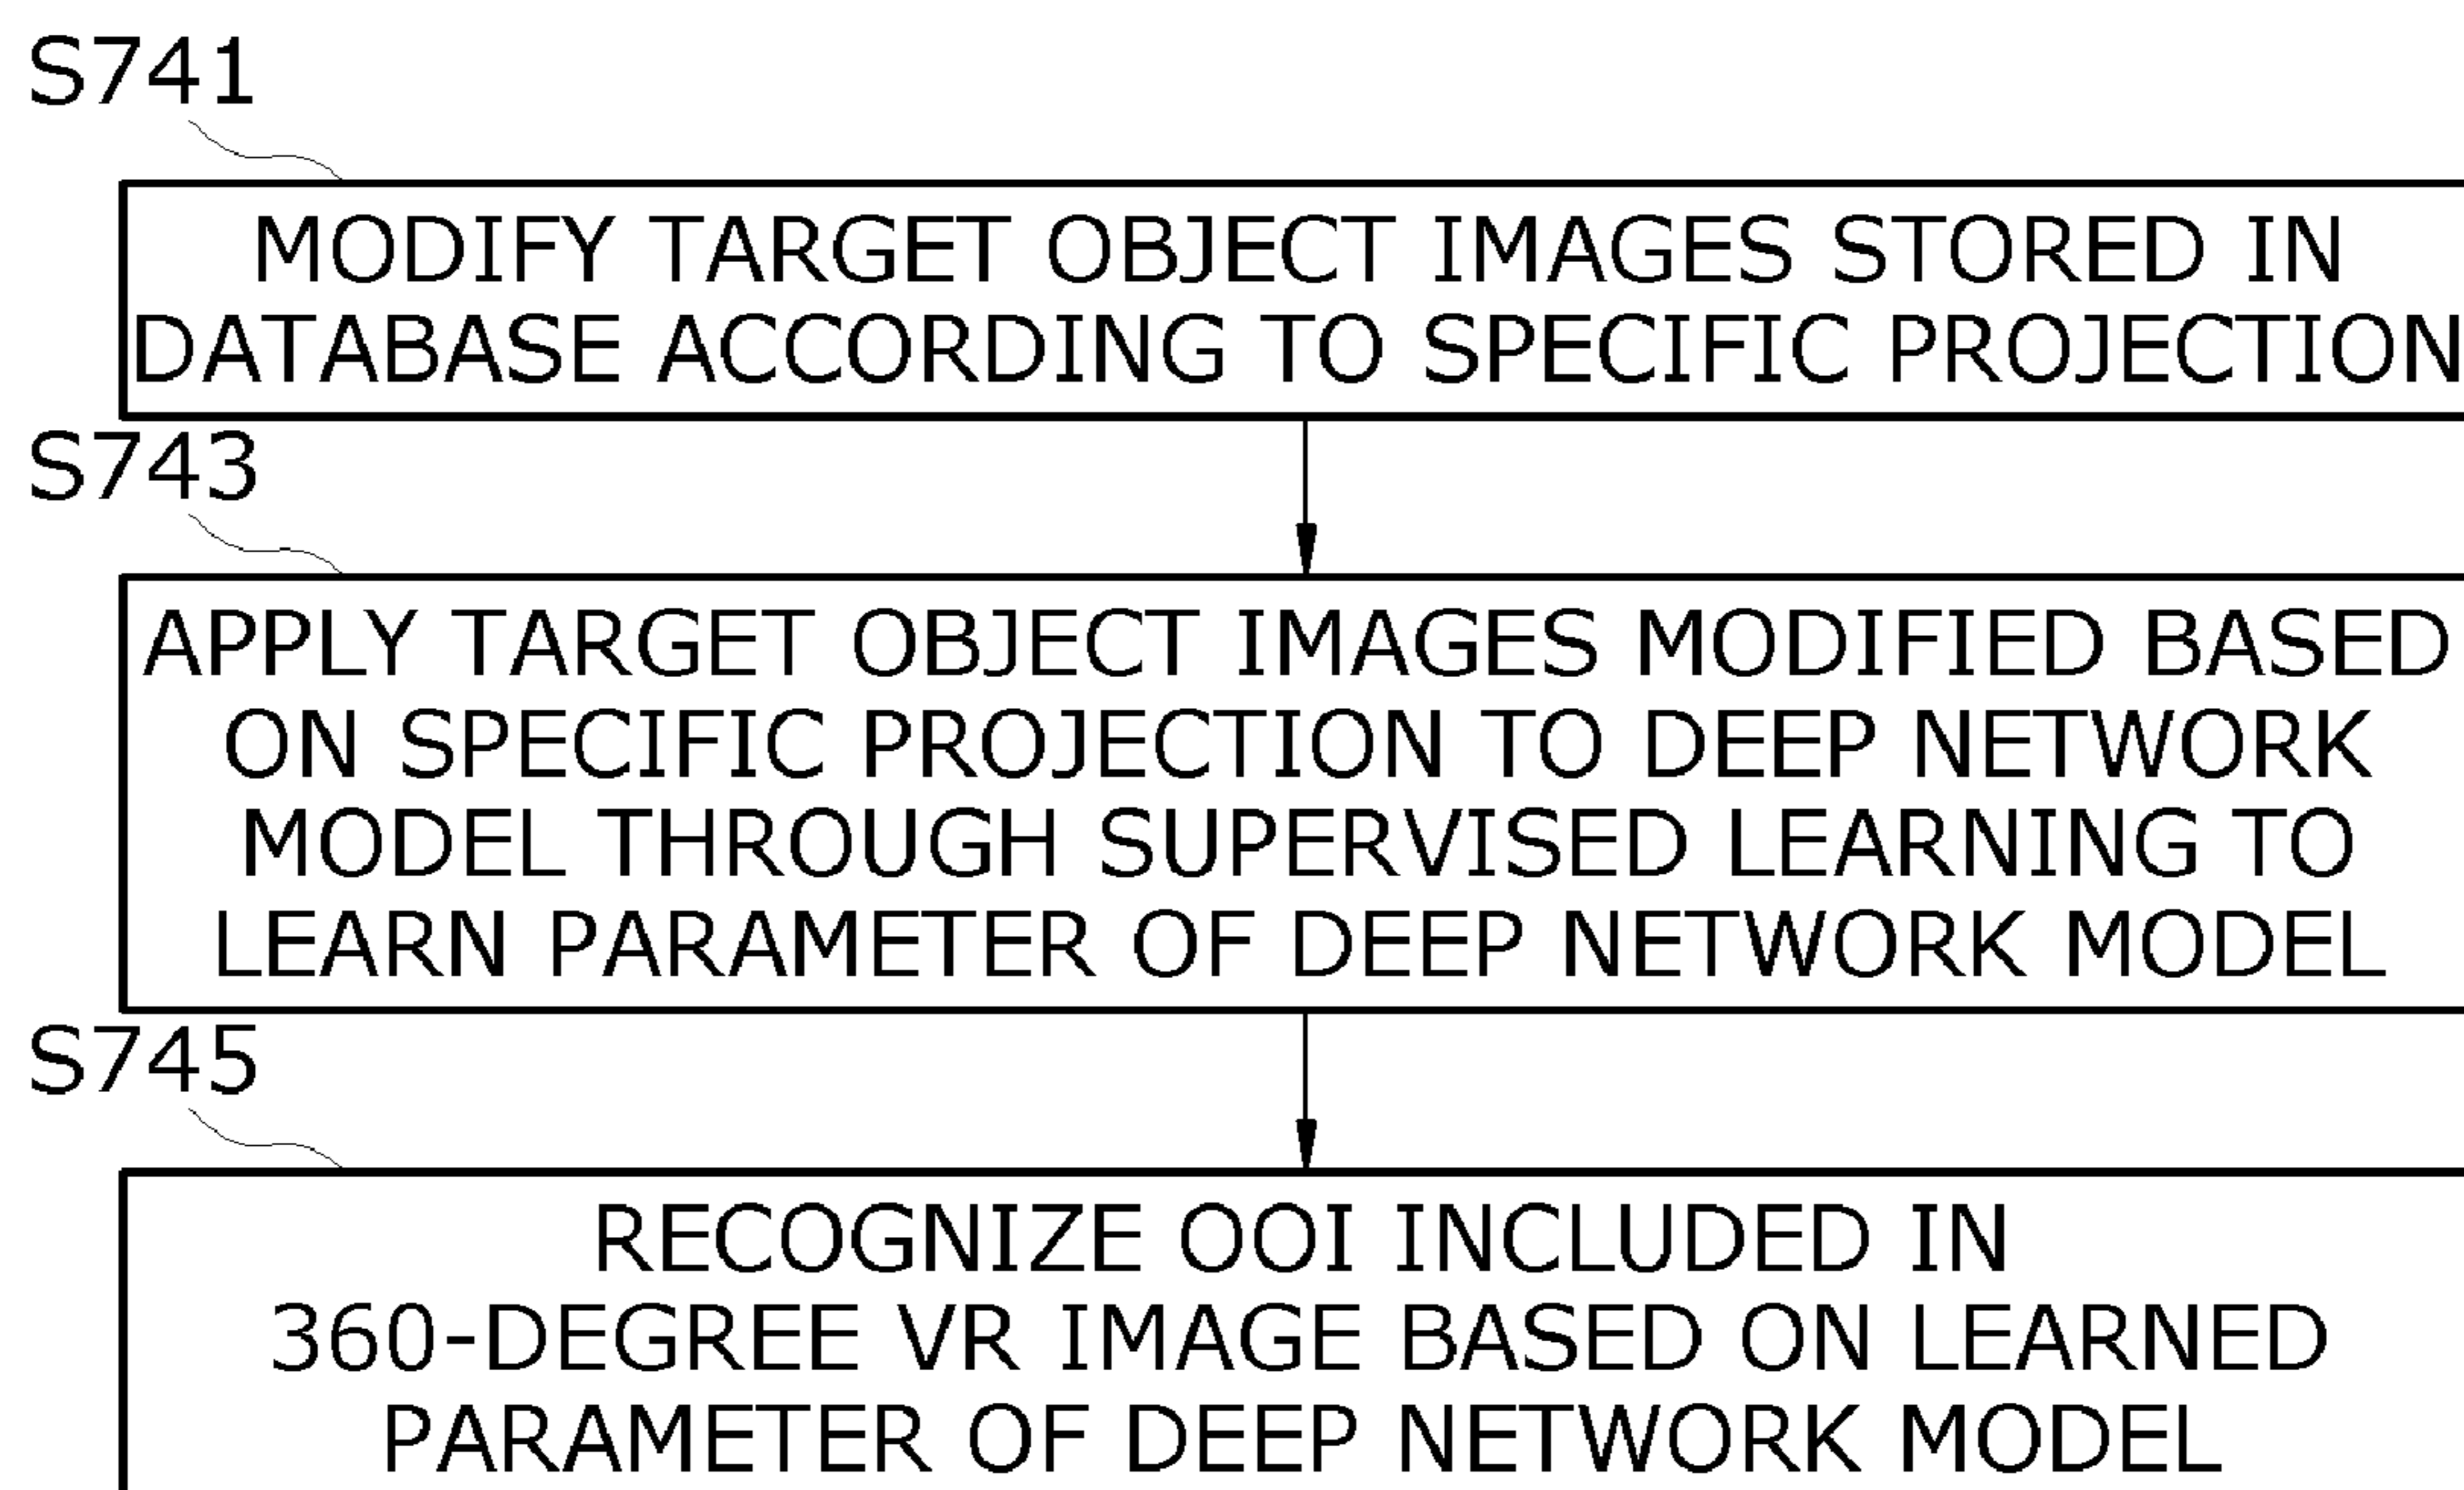 S741
MODIFY TARGET OBJECT IMAGES STORED IN
DATABASE ACCORDING TO SPECIFIC PROJECTION
S743
APPLY TARGET OBJECT IMAGES MODIFIED BASED
ON SPECIFIC PROJECTION TO DEEP NETWORK
MODEL THROUGH SUPERVISED LEARNING TO
LEARN PARAMETER OF DEEP NETWORK MODEL
S745
RECOGNIZE OOI INCLUDED IN
360-DEGREE VR IMAGE BASED ON LEARNED
PARAMETER OF DEEP NETWORK MODEL